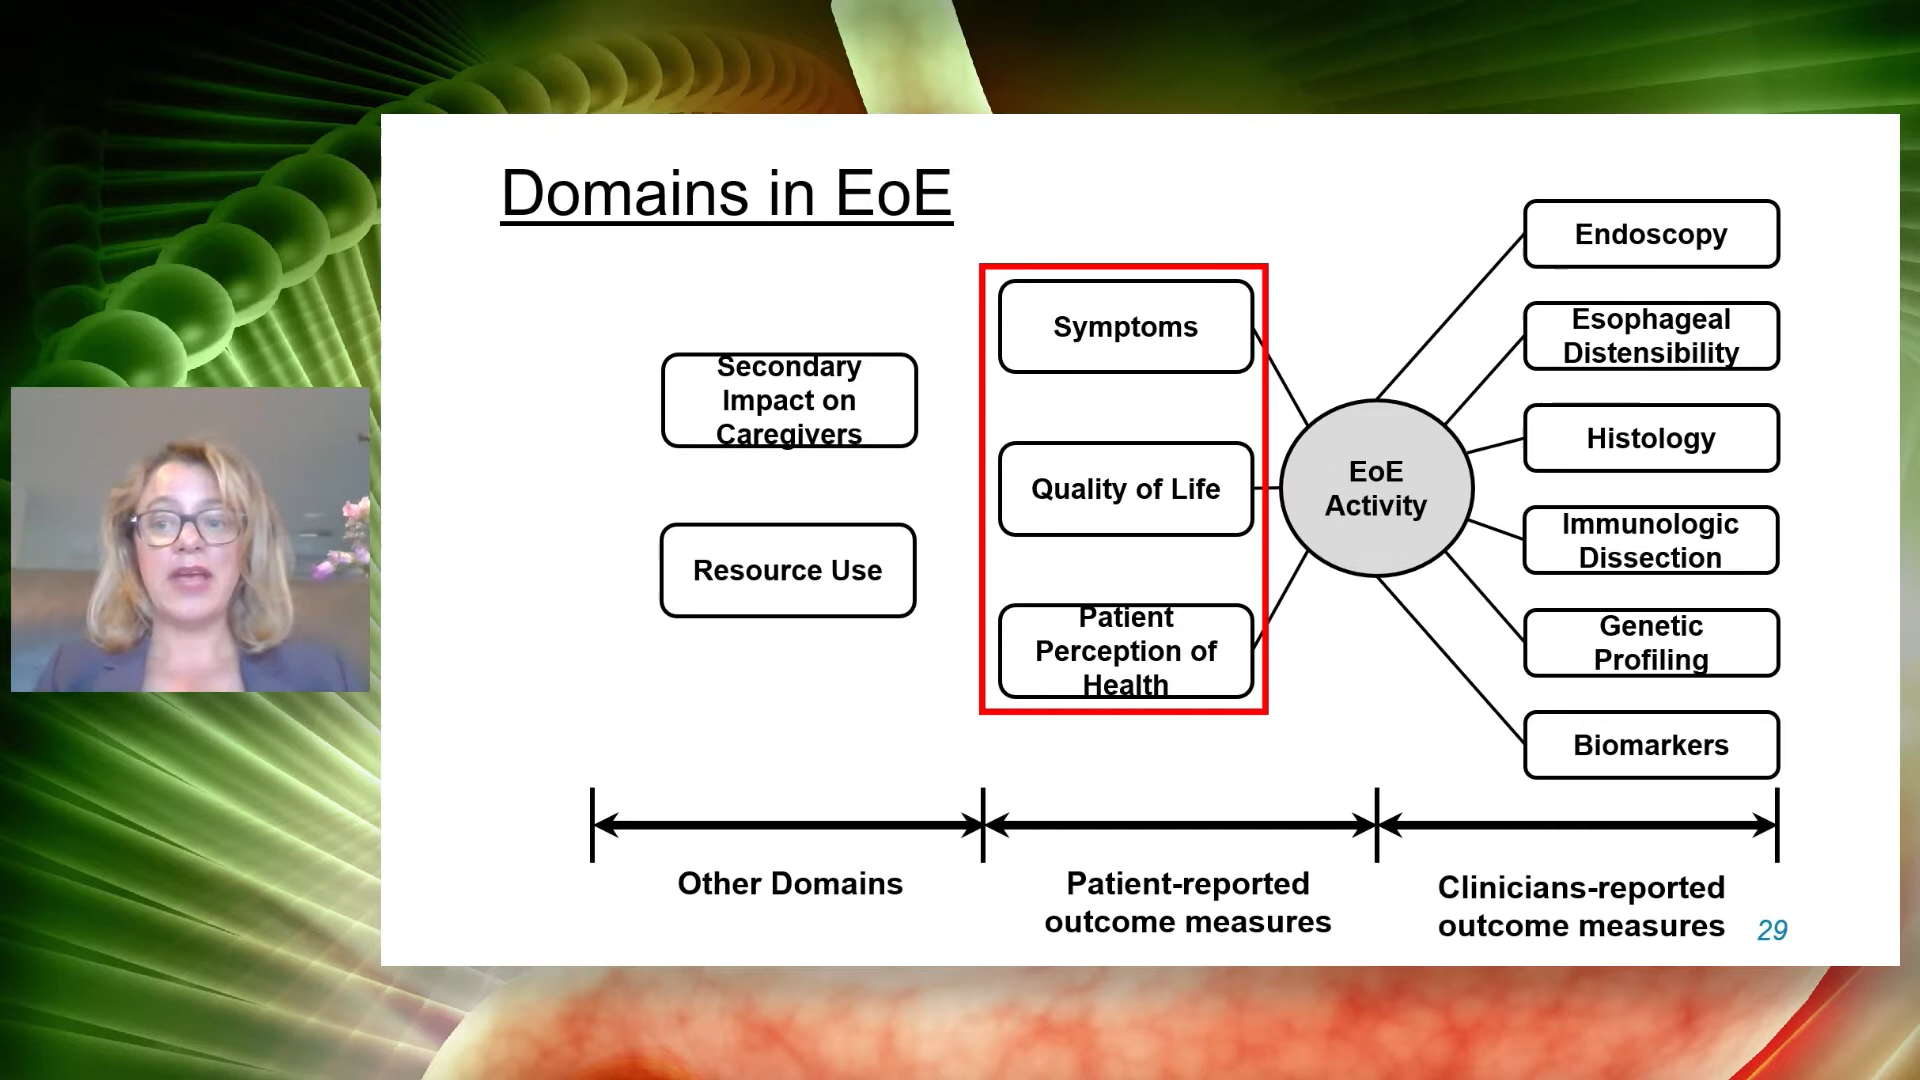 Domains in EoE
Secondary
Impact on
Caregivers
Resource Use
Symptoms
Quality of Life
Patient
Perception of
Health
EoE
Activity
Endoscopy
Esophageal
Distensibility
Histology
Immunologic
Dissection
Genetic
Profiling
Biomarkers
Other Domains
Patient-reported
outcome measures
Clinicians-reported
outcome measures
29